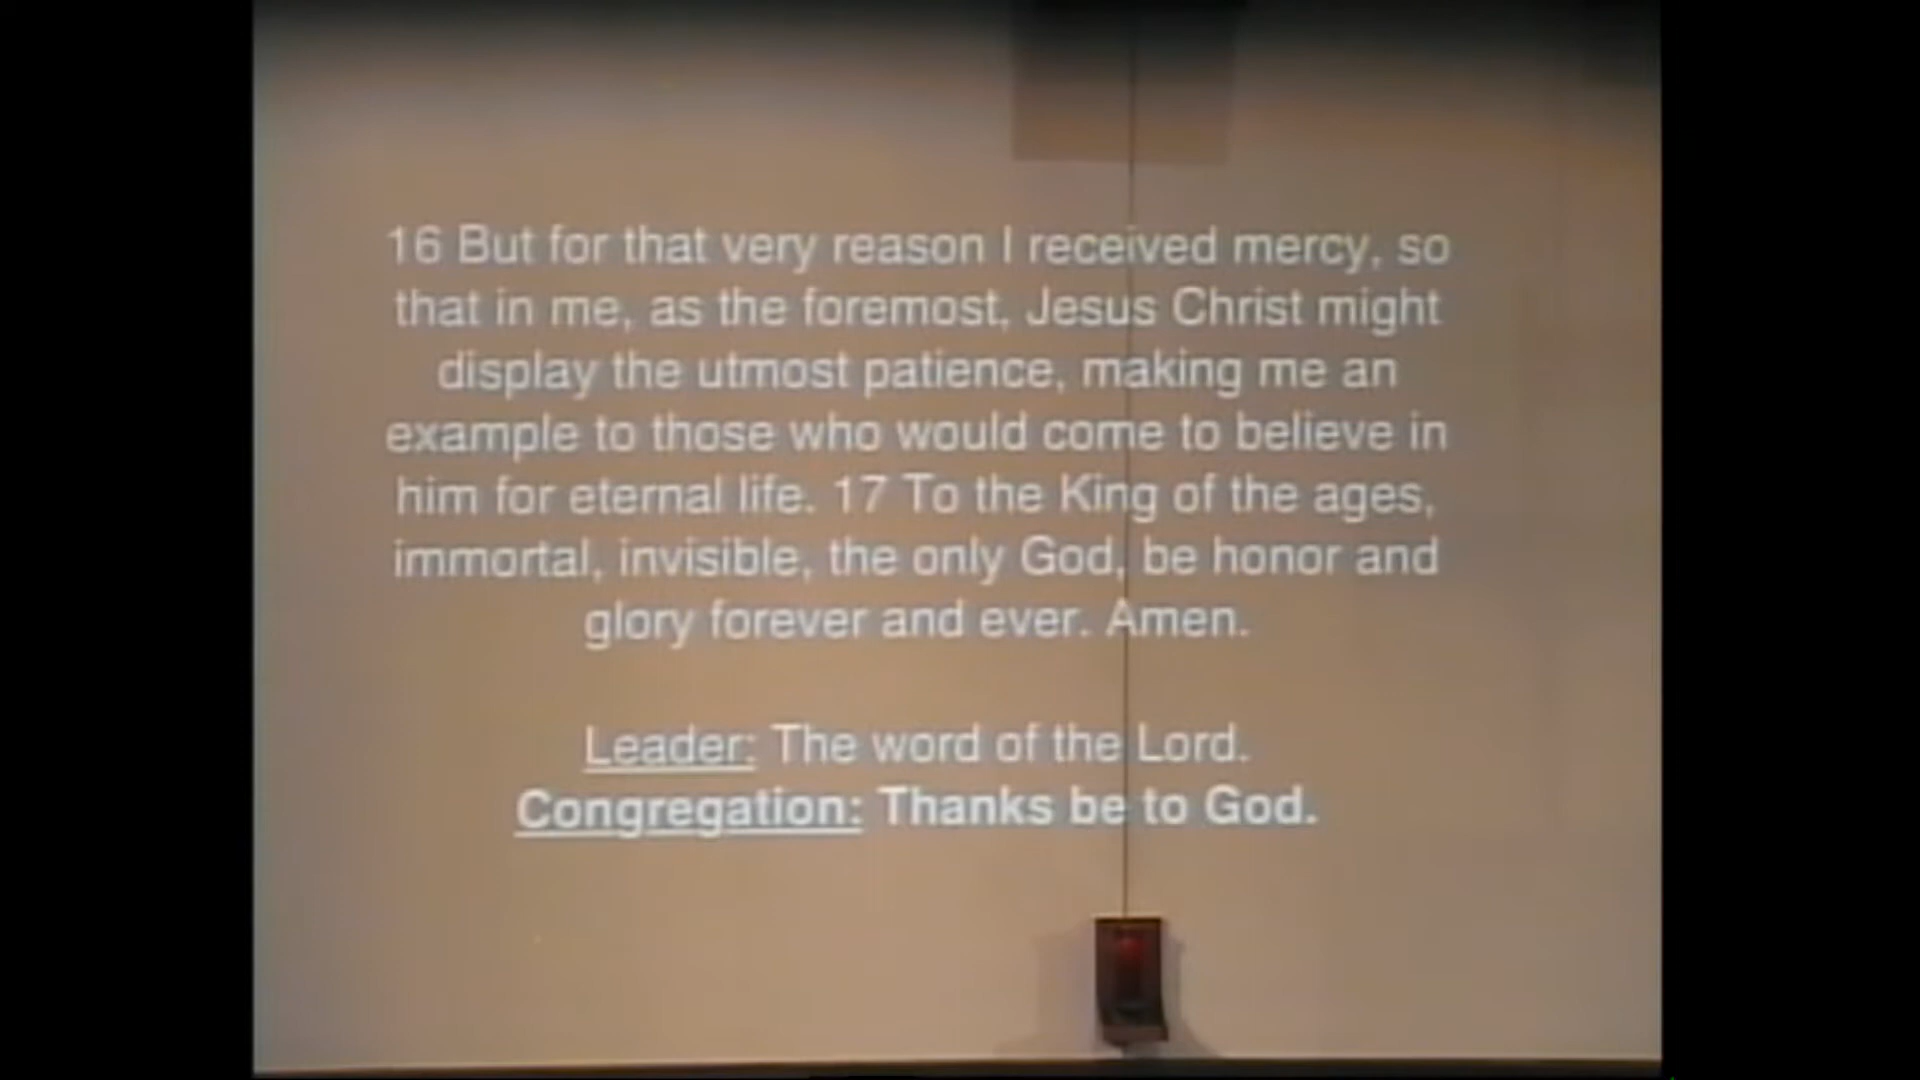 16 But for that very reason I received mercy, so
that in me, as the foremost, Jesus Christ might
display the utmost patience, making me an
example to those who would come to believe in
him for eternal life. 17 To the King of the ages,
immortal, invisible, the only God, be honor and
glory forever and ever. Amen.
Leader: The word of the Lord.
Congregation: Thanks be to God.